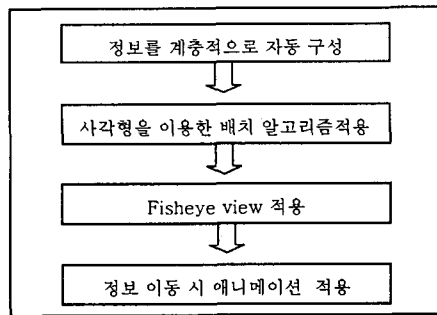 정보를 계층적으로 자동 구성
사각형을 이용한 배치 알고리즘적용
Fisheye view 적용
정보 이동 시 애니메이션 적용